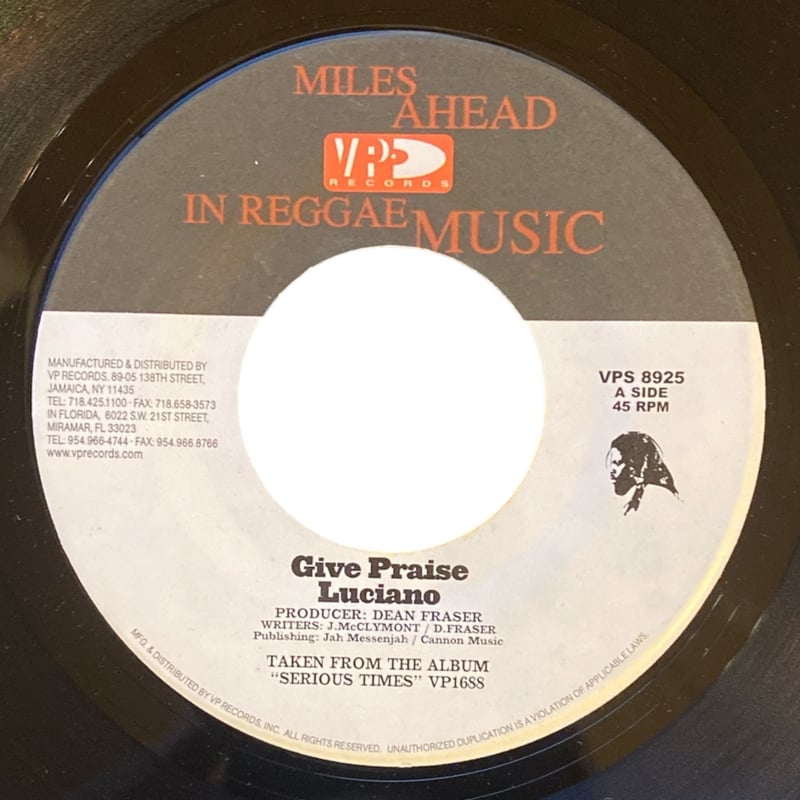 MILES
AHEAD
VP
RECORDS
IN REGGAE MUSIC
MANUFACTURED & DISTRIBUTED BY
VP RECORDS. 89-05 138TH STREET,
JAMAICA, NY 11435
TEL: 718.425.1100 · FAX: 718.658-3573
IN FLORIDA, 6022 S.W. 21ST STREET,
MIRAMAR, FL 33023
TEL: 954.966-4744 · FAX: 954.966.8766
www.vprecords.com
VPS 8925
A SIDE
45 RPM
Give Praise
Luciano
PRODUCER: DEAN FRASER
WRITERS: J.McCLYMONT / D.FRASER
Publishing: Jah Messenjah / Cannon Music
TAKEN FROM THE ALBUM
“SERIOUS TIMES” VP1688
MFG. & DISTRIBUTED BY VP RECORDS, INC. ALL RIGHTS RESERVED. UNAUTHORIZED DUPLICATION IS A VIOLATION OF APPLICABLE LAWS.